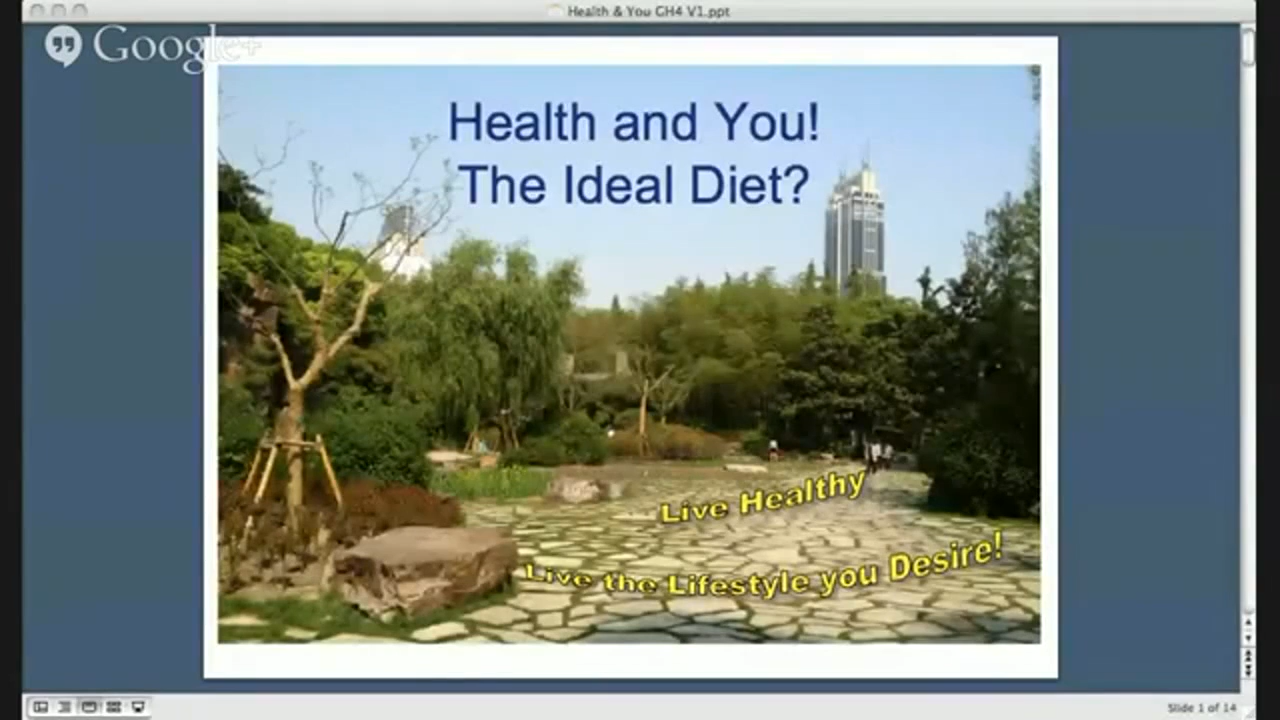 Health & You CH4 V1.ppt
Google+
Health and You!
The Ideal Diet?
Live Healthy
Live the Lifestyle you Desire!
Slide 1 of 14